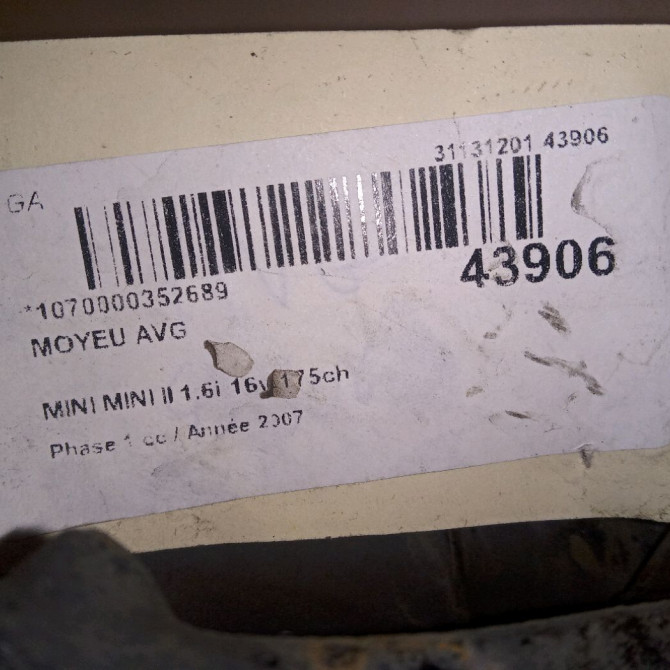 31131201 43906
GA
43906
*1070000352689
MOYEU AVG
MINI MINI II 1.6i 16v 175ch
Phase 1 cc / Année 2007